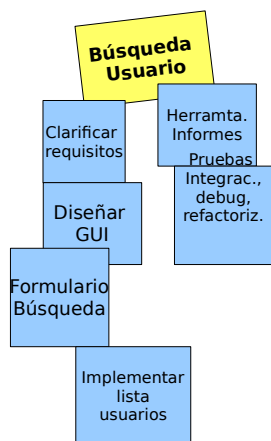 Búsqueda
Usuario
Clarificar
requisitos
Herramta.
Informes
Pruebas
Integrac.,
debug,
refactoriz.
Diseñar
GUI
Formulario
Búsqueda
Implementar
lista
usuarios